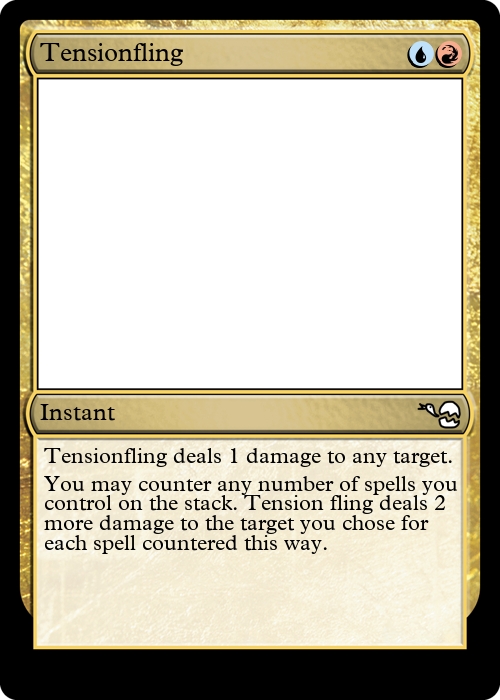 Tensionfling
Instant
Tensionfling deals 1 damage to any target.
You may counter any number of spells you
control on the stack. Tension fling deals 2
more damage to the target you chose for
each spell countered this way.